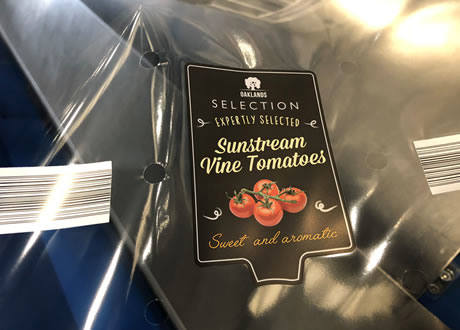 OAKLANDS
SELECTION
EXPERTLY SELECTED
Sunstream
Vine Tomatoes
Sweet and aromatic